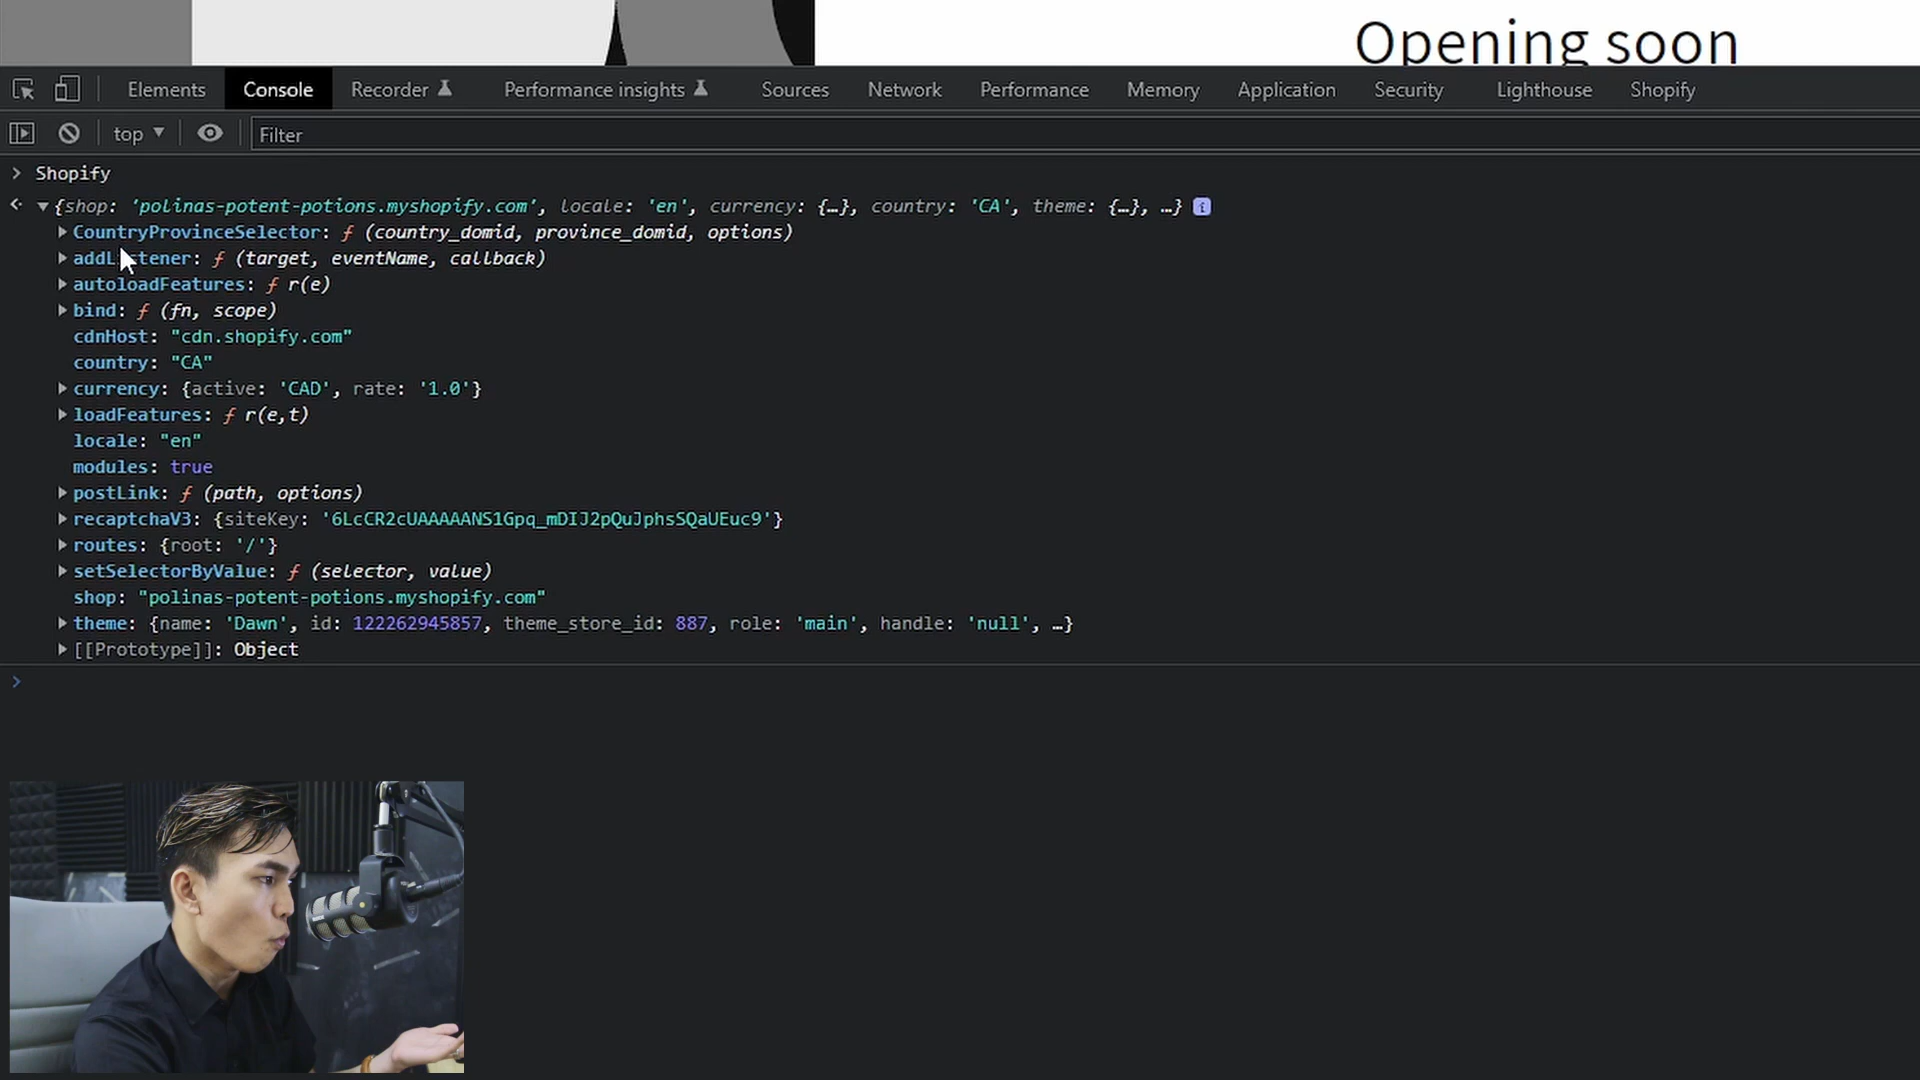 Opening soon
Elements Console Recorder Performance insights Sources Network Performance Memory Application Security Lighthouse Shopify
top Filter
> Shopify
{shop: 'polinas-potent-potions.myshopify.com', locale: 'en', currency: {…}, country: 'CA', theme: {…}, …} i
CountryProvinceSelector: ƒ (country_domid, province_domid, options)
addListener: ƒ (target, eventName, callback)
autoloadFeatures: ƒ r(e)
bind: ƒ (fn, scope)
cdnHost: "cdn.shopify.com"
country: "CA"
currency: {active: 'CAD', rate: '1.0'}
loadFeatures: ƒ r(e,t)
locale: "en"
modules: true
postLink: ƒ (path, options)
recaptchaV3: {siteKey: '6LcCR2cUAAAAANS1Gpq_mDIJ2pQuJphsSQaUEuc9'}
routes: {root: '/'}
setSelectorByValue: ƒ (selector, value)
shop: "polinas-potent-potions.myshopify.com"
theme: {name: 'Dawn', id: 122262945857, theme_store_id: 887, role: 'main', handle: 'null', …}
[[Prototype]]: Object
>